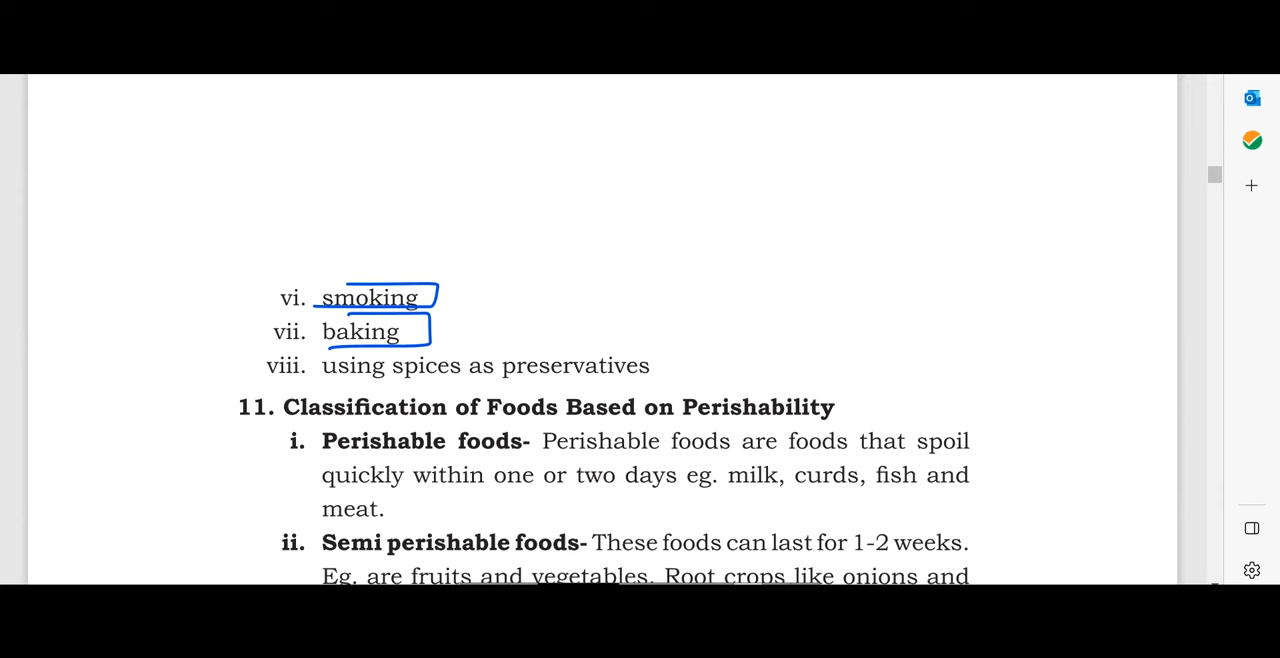 vi. smoking
vii. baking
viii. using spices as preservatives
11. Classification of Foods Based on Perishability
i. Perishable foods- Perishable foods are foods that spoil
quickly within one or two days eg. milk, curds, fish and
meat.
ii. Semi perishable foods- These foods can last for 1-2 weeks.
Eg. are fruits and vegetables. Root crops like onions and